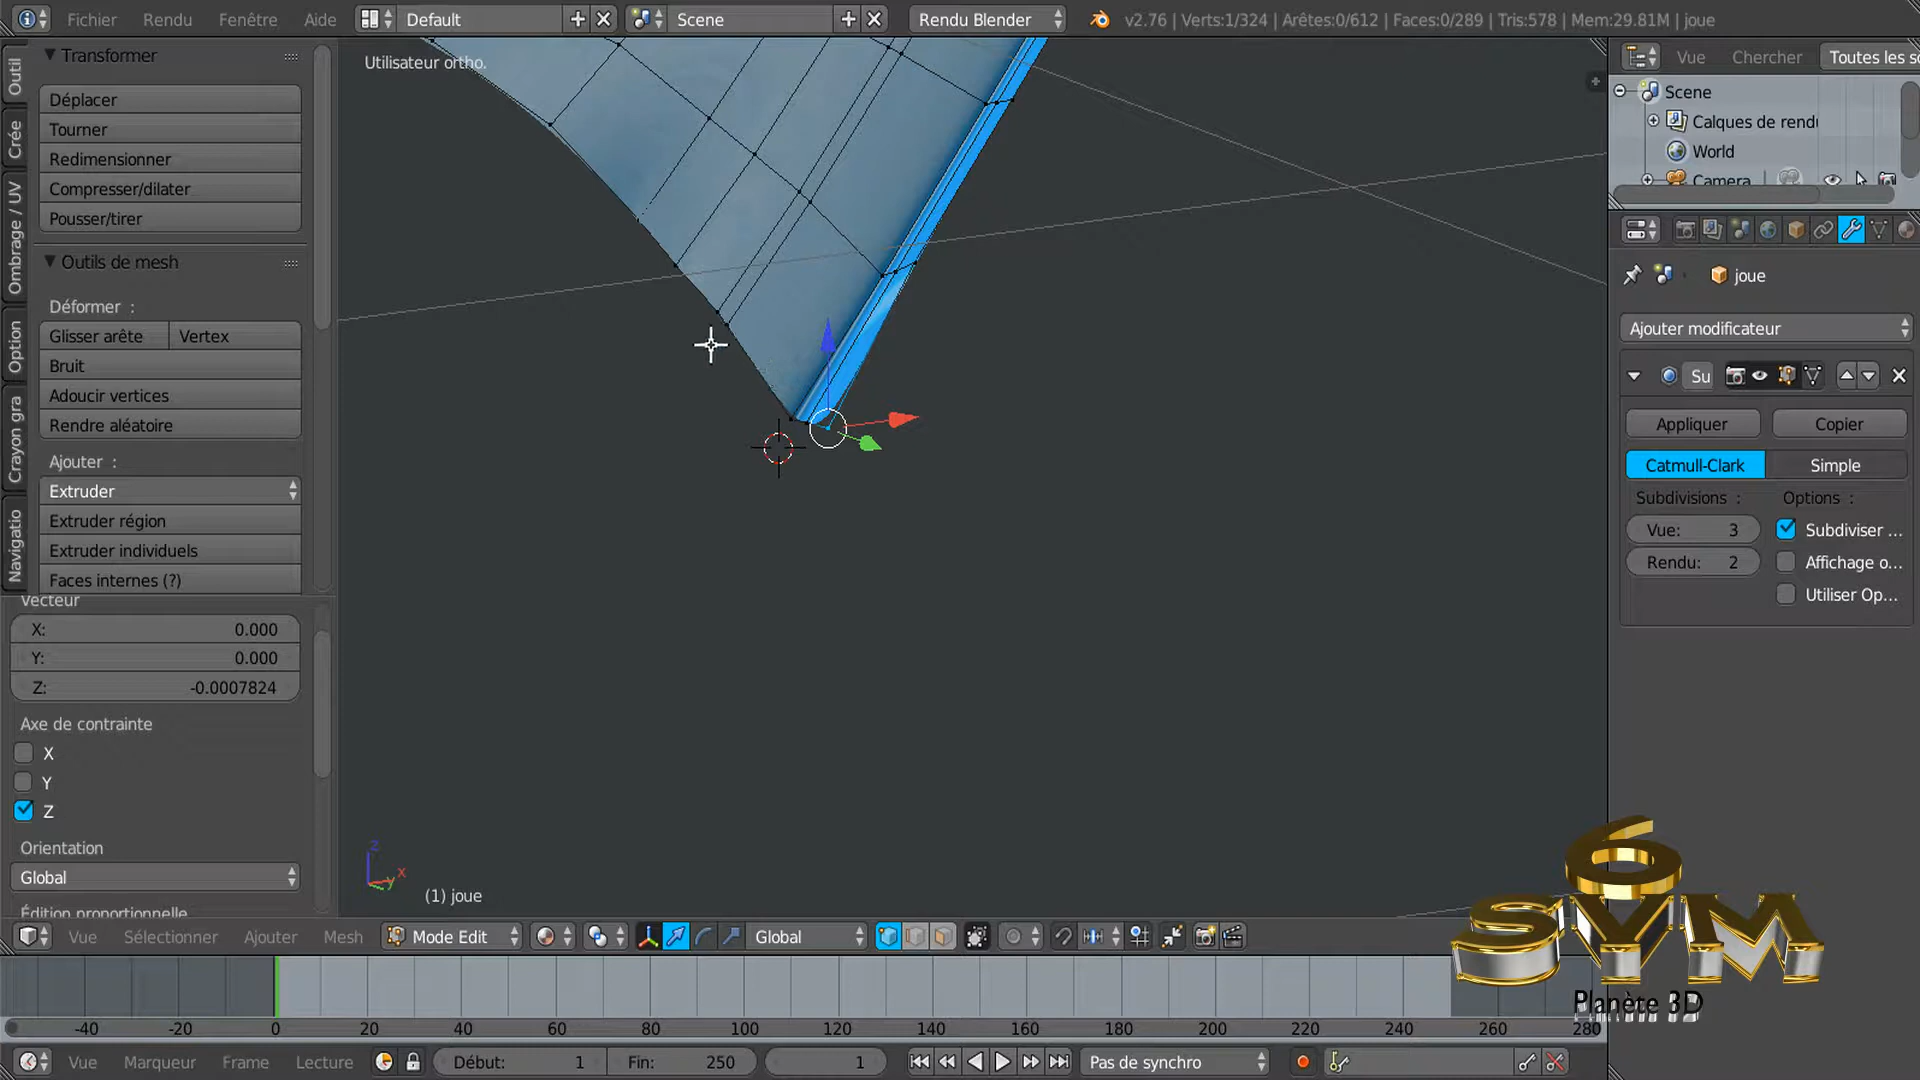 Fichier Rendu Fenêtre Aide Default Scene Rendu Blender v2.76 | Verts:1/324 | Arêtes:0/612 | Faces:0/289 | Tris:578 | Mem:29.81M | joue
Outil
Crée
Ombrage / UV
Option
Crayon gra
Navigatio
Transformer
Déplacer
Tourner
Redimensionner
Compresser/dilater
Pousser/tirer
Outils de mesh
Déformer :
Glisser arête Vertex
Bruit
Adoucir vertices
Rendre aléatoire
Ajouter :
Extruder
Extruder région
Extruder individuels
Faces internes (?)
Vecteur
X: 0.000
Y: 0.000
Z: -0.0007824
Axe de contrainte
X
Y
Z
Orientation
Global
Édition proportionnelle
Utilisateur ortho.
z
x
y
(1) joue
Vue Chercher Toutes les s
Scene
Calques de rend
World
Camera
joue
Ajouter modificateur
Su
Appliquer Copier
Catmull-Clark Simple
Subdivisions : Options :
Vue: 3 Subdiviser ...
Rendu: 2 Affichage o...
Utiliser Op...
6
SYM
Planète 3D
Vue Sélectionner Ajouter Mesh Mode Edit Global
-40 -20 0 20 40 60 80 100 120 140 160 180 200 220 240 260 280
Vue Marqueur Frame Lecture Début: 1 Fin: 250 1 Pas de synchro